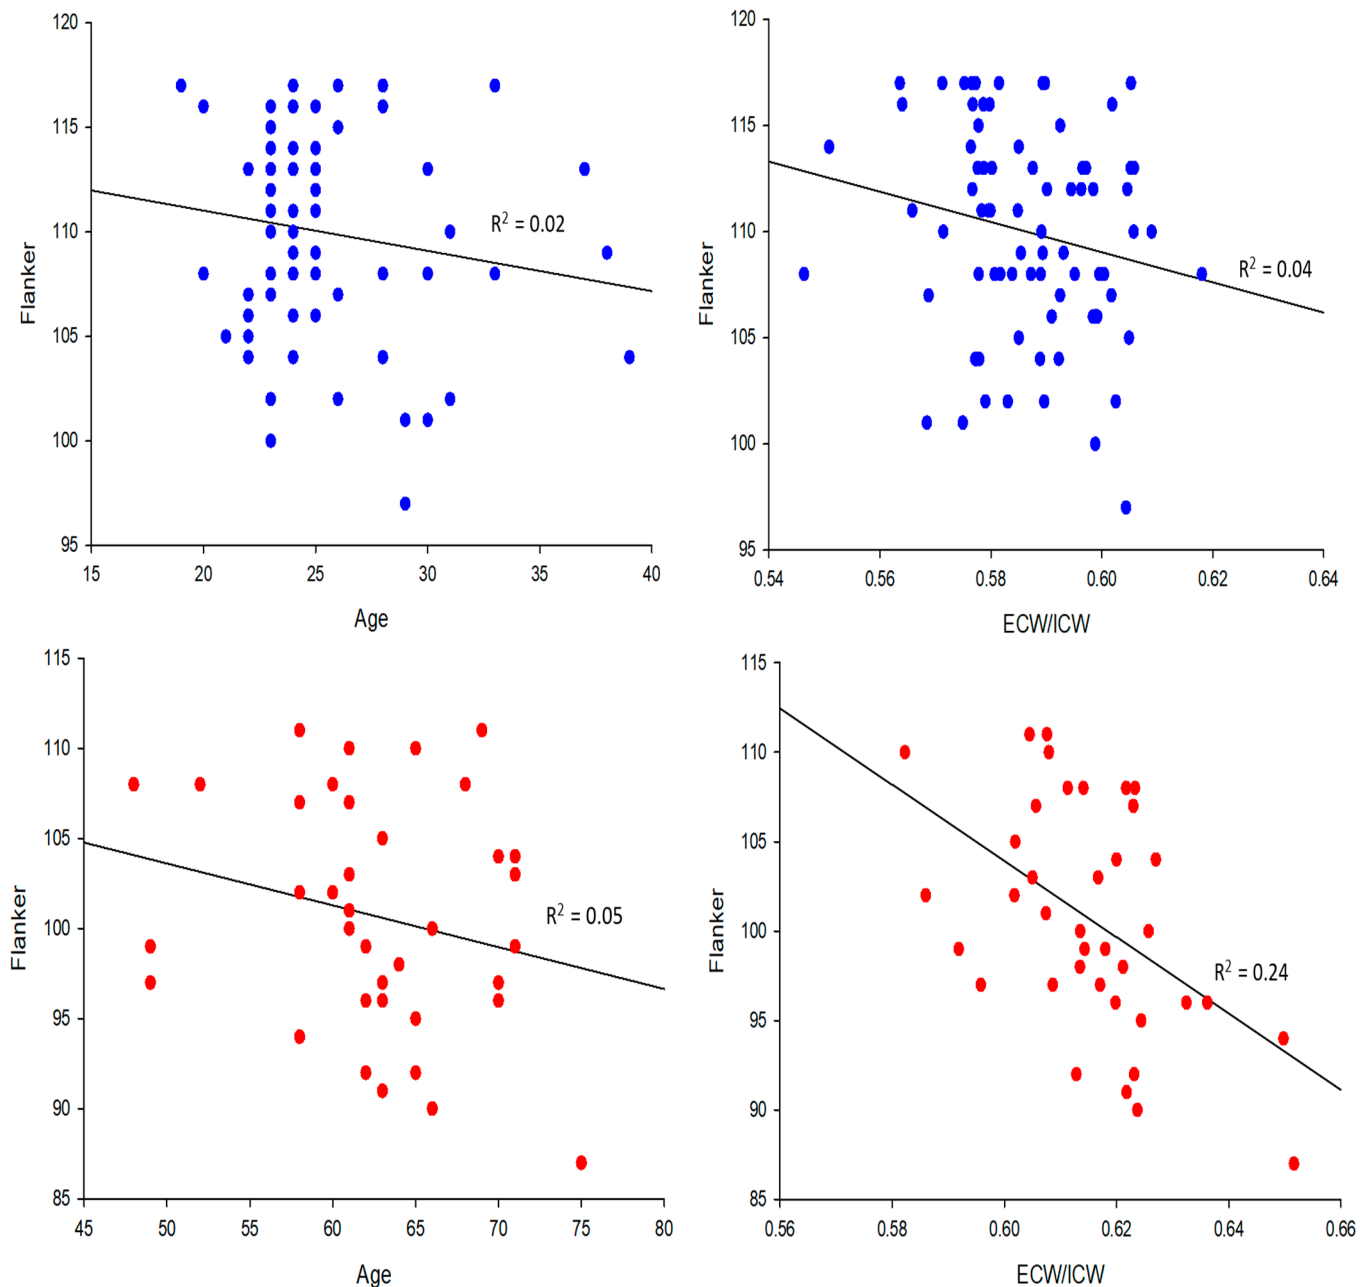 120
115
110
105
100
95
Flanker
R² = 0.02
15 20 25 30 35 40
Age
120
115
110
105
100
95
Flanker
R² = 0.04
0.54 0.56 0.58 0.60 0.62 0.64
ECW/ICW
115
110
105
100
95
90
85
Flanker
R² = 0.05
45 50 55 60 65 70 75 80
Age
115
110
105
100
95
90
85
Flanker
R² = 0.24
0.56 0.58 0.60 0.62 0.64 0.66
ECW/ICW